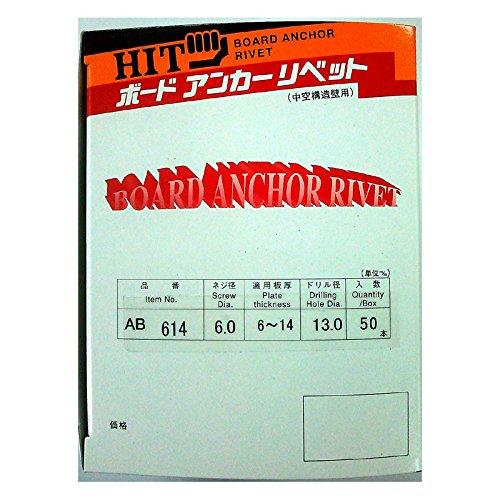 HIT
BOARD ANCHOR
RIVET
ボード アンカー リベット
(中空構造壁用)
BOARD ANCHOR RIVET
(単位㎜)
品 番 ネジ径 適用板厚 ドリル径 入 数
Item No. Screw Dia. Plate thickness Drilling Hole Dia. Quantity /Box
AB 614 6.0 6～14 13.0 50本
価格